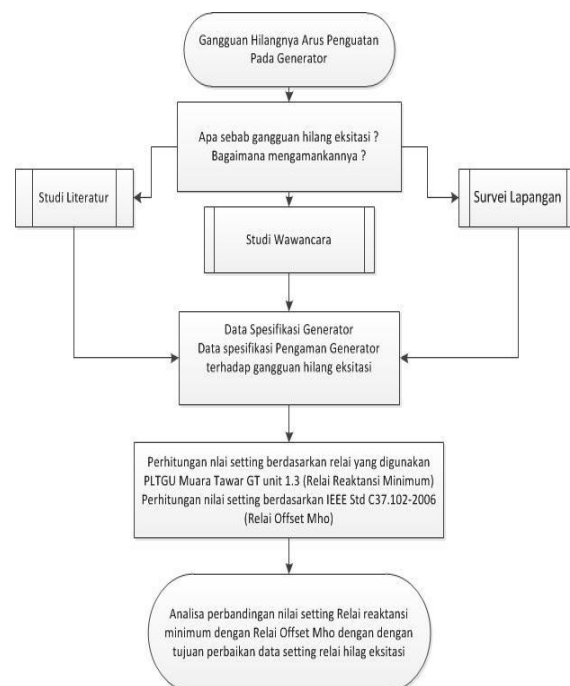 Gangguan Hilangnya Arus Penguatan
Pada Generator
Apa sebab gangguan hilang eksitasi ?
Bagaimana mengamankannya ?
Studi Literatur
Survei Lapangan
Studi Wawancara
Data Spesifikasi Generator
Data spesifikasi Pengaman Generator
terhadap gangguan hilang eksitasi
Perhitungan nlai setting berdasarkan relai yang digunakan
PLTGU Muara Tawar GT unit 1.3 (Relai Reaktansi Minimum)
Perhitungan nilai setting berdasarkan IEEE Std C37.102-2006
(Relai Offset Mho)
Analisa perbandingan nilai setting Relai reaktansi
minimum dengan Relai Offset Mho dengan dengan
tujuan perbaikan data setting relai hilag eksitasi